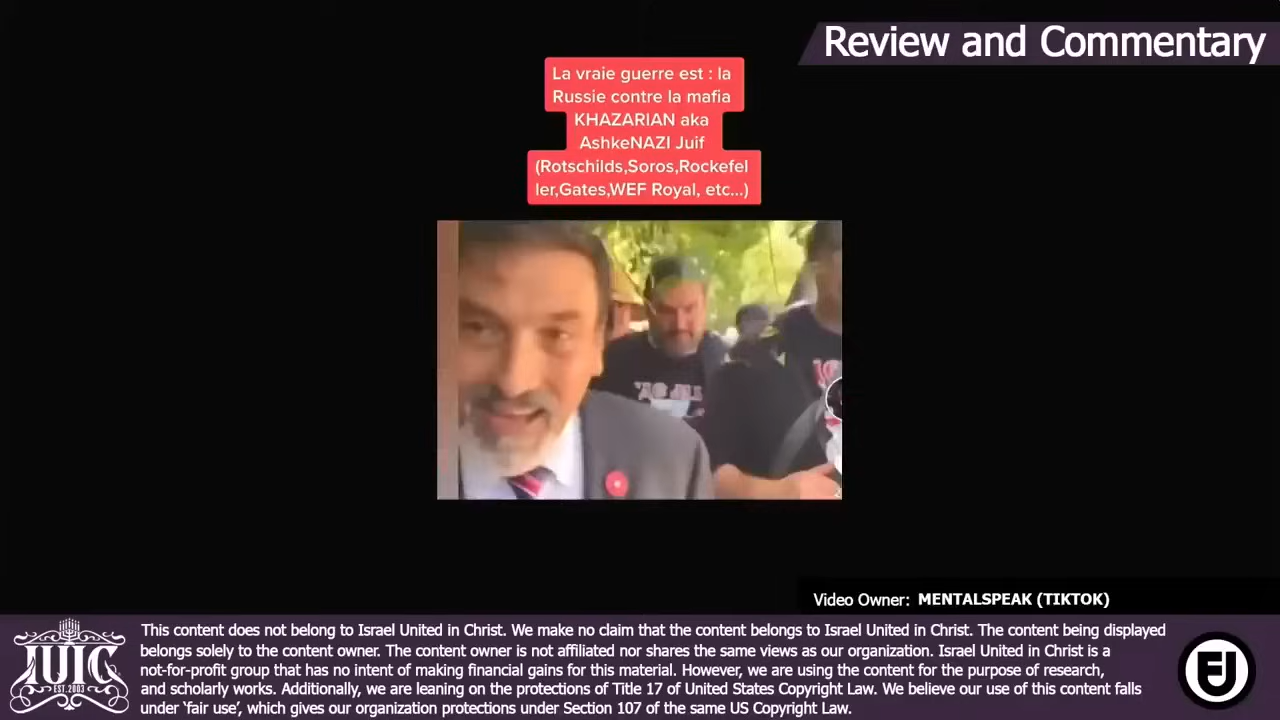 Review and Commentary
La vraie guerre est : la
Russie contre la mafia
KHAZARIAN aka
AshkeNAZI Juif
(Rotschilds,Soros,Rockefel
ler,Gates,WEF Royal, etc...)
Video Owner: MENTALSPEAK (TIKTOK)
This content does not belong to Israel United in Christ. We make no claim that the content belongs to Israel United in Christ. The content being displayed
belongs solely to the content owner. The content owner is not affiliated nor shares the same views as our organization. Israel United in Christ is a
not-for-profit group that has no intent of making financial gains for this material. However, we are using the content for the purpose of research,
and scholarly works. Additionally, we are leaning on the protections of Title 17 of United States Copyright Law. We believe our use of this content falls
under 'fair use', which gives our organization protections under Section 107 of the same US Copyright Law.
IUIC
EST. 2003